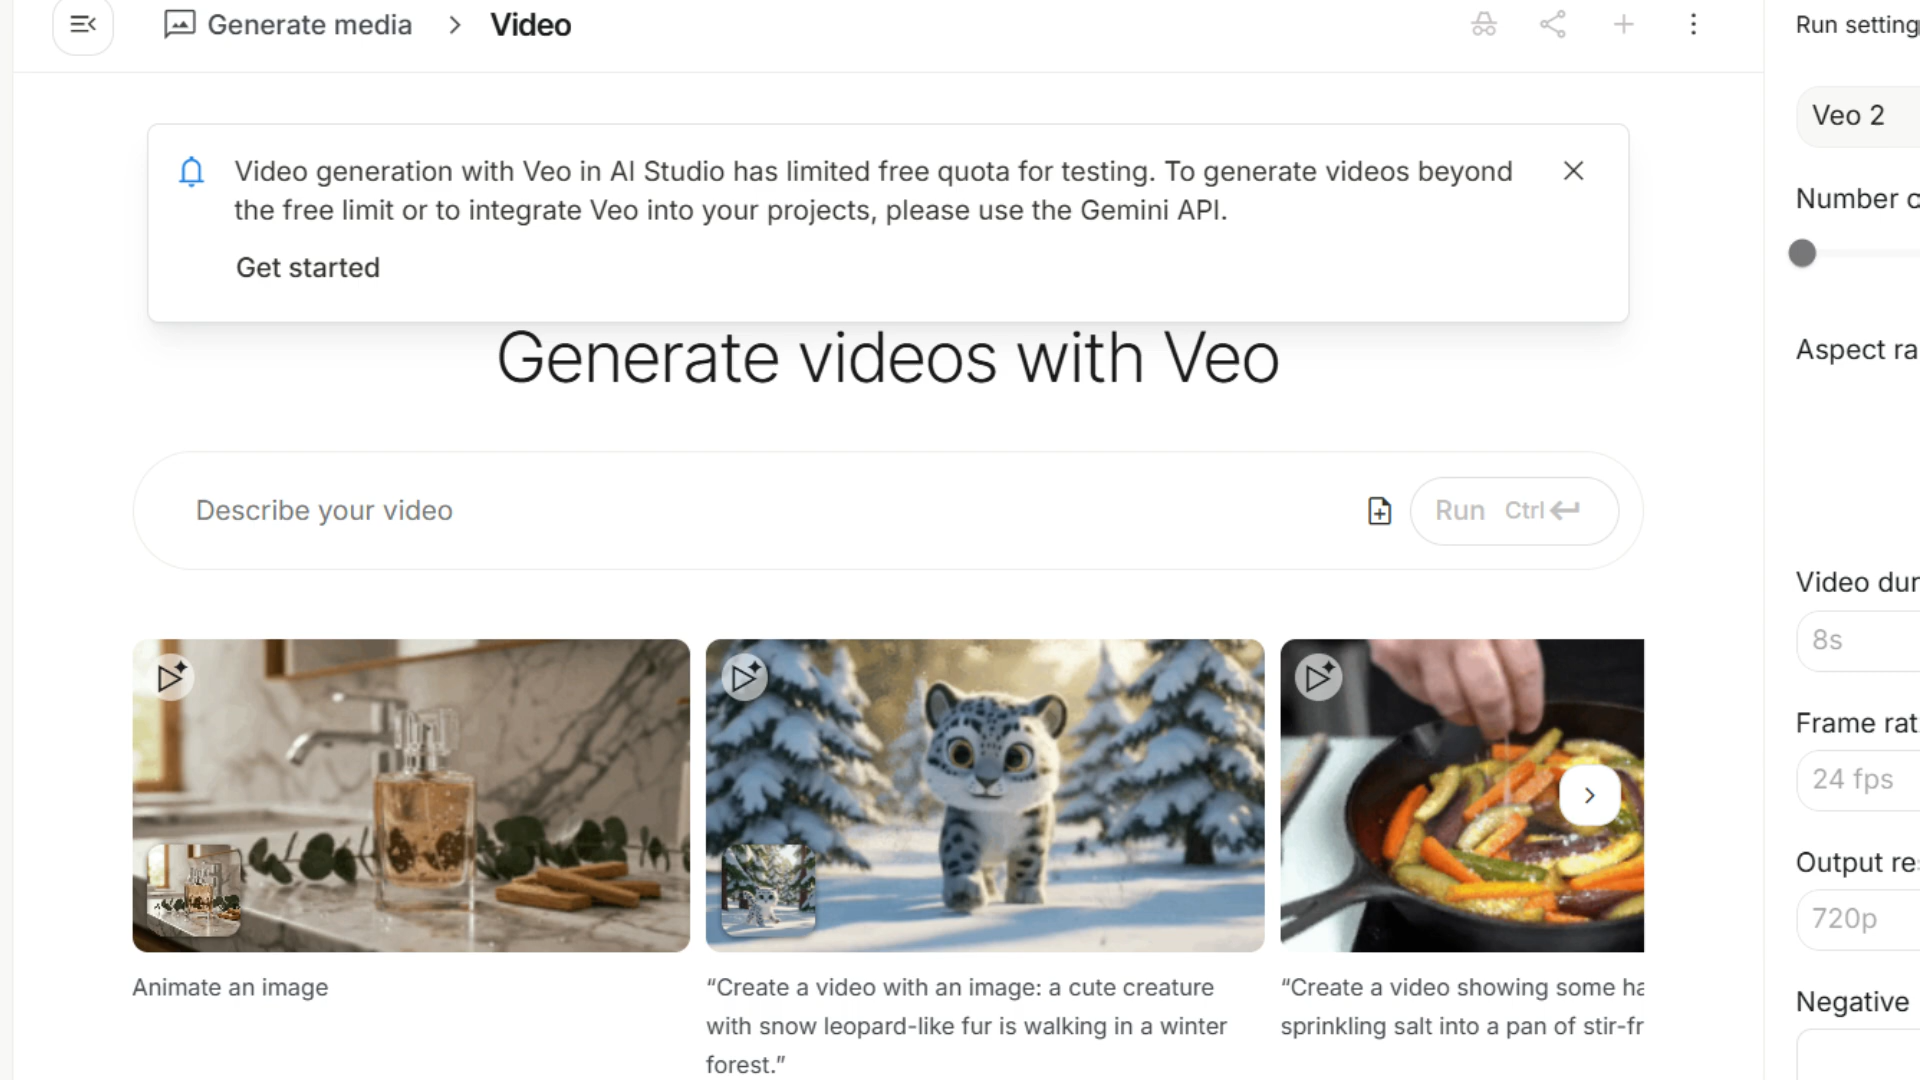 Generate media
Video
Run setting
Video generation with Veo in AI Studio has limited free quota for testing. To generate videos beyond
the free limit or to integrate Veo into your projects, please use the Gemini API.
Get started
Generate videos with Veo
Describe your video
Run Ctrl
Animate an image
“Create a video with an image: a cute creature
with snow leopard-like fur is walking in a winter
forest.”
“Create a video showing some ha
sprinkling salt into a pan of stir-fr
Veo 2
Number o
Aspect ra
Video dur
8s
Frame rat
24 fps
Output re
720p
Negative